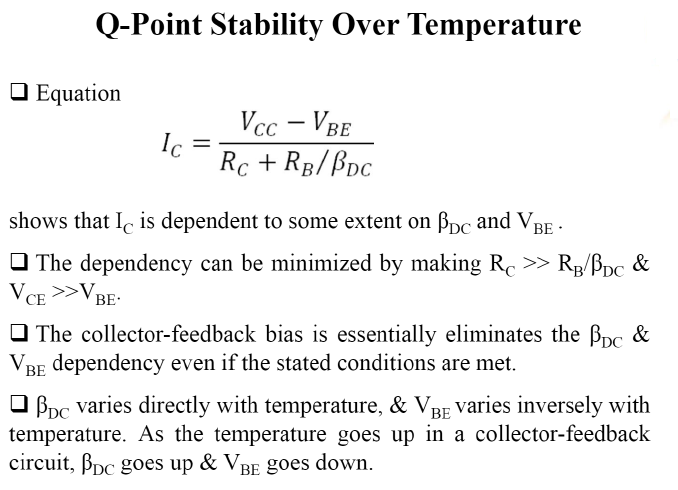 Q-Point Stability Over Temperature
❑ Equation
I_C = (V_CC − V_BE) / (R_C + R_B/β_DC)
shows that I_C is dependent to some extent on β_DC and V_BE .
❑ The dependency can be minimized by making R_C >> R_B/β_DC &
V_CE >>V_BE.
❑ The collector-feedback bias is essentially eliminates the β_DC &
V_BE dependency even if the stated conditions are met.
❑ β_DC varies directly with temperature, & V_BE varies inversely with
temperature. As the temperature goes up in a collector-feedback
circuit, β_DC goes up & V_BE goes down.